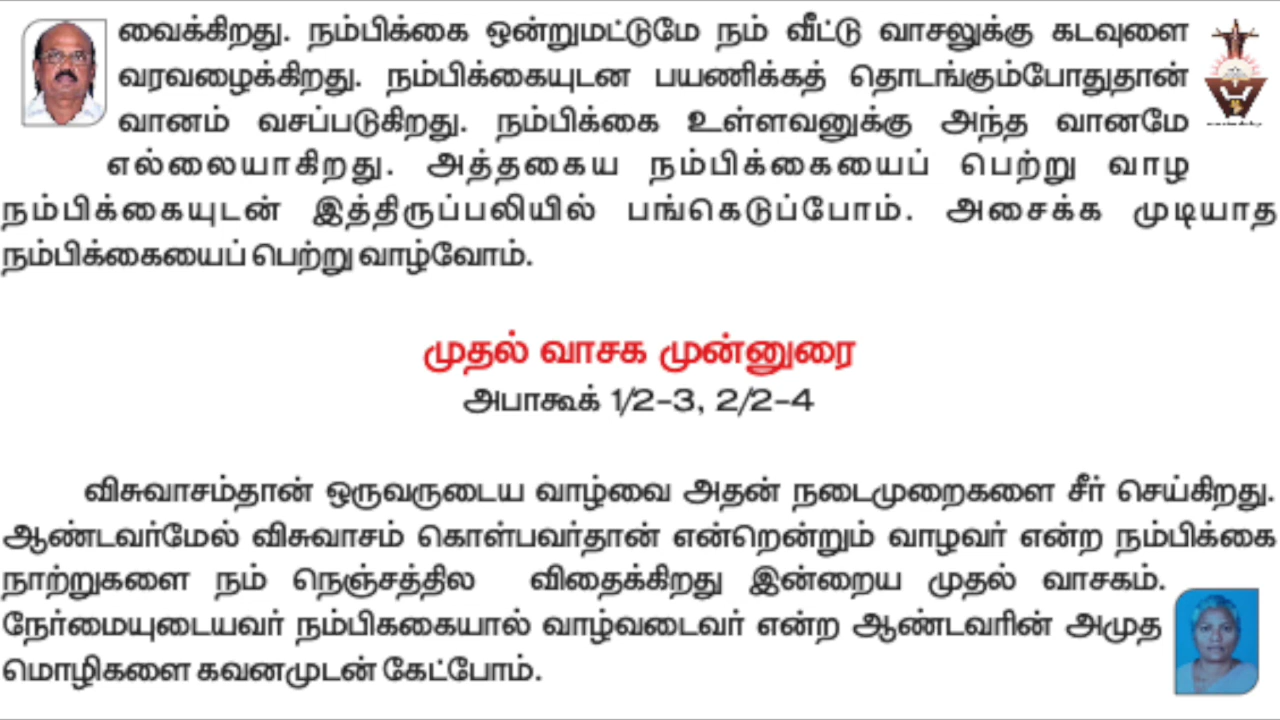 வைக்கிறது. நம்பிக்கை ஒன்றுமட்டுமே நம் வீட்டு வாசலுக்கு கடவுளை
வரவழைக்கிறது. நம்பிக்கையுடன பயணிக்கத் தொடங்கும்போதுதான்
வானம் வசப்படுகிறது. நம்பிக்கை உள்ளவனுக்கு அந்த வானமே
எல்லையாகிறது. அத்தகைய நம்பிக்கையைப் பெற்று வாழ
நம்பிக்கையுடன் இத்திருப்பலியில் பங்கெடுப்போம். அசைக்க முடியாத
நம்பிக்கையைப் பெற்று வாழ்வோம்.
முதல் வாசக முன்னுரை
அபாகூக் 1/2-3, 2/2-4
விசுவாசம்தான் ஒருவருடைய வாழ்வை அதன் நடைமுறைகளை சீர் செய்கிறது.
ஆண்டவர்மேல் விசுவாசம் கொள்பவர்தான் என்றென்றும் வாழவர் என்ற நம்பிக்கை
நாற்றுகளை நம் நெஞ்சத்தில விதைக்கிறது இன்றைய முதல் வாசகம்.
நேர்மையுடையவர் நம்பிககையால் வாழ்வடைவர் என்ற ஆண்டவரின் அமுத
மொழிகளை கவனமுடன் கேட்போம்.